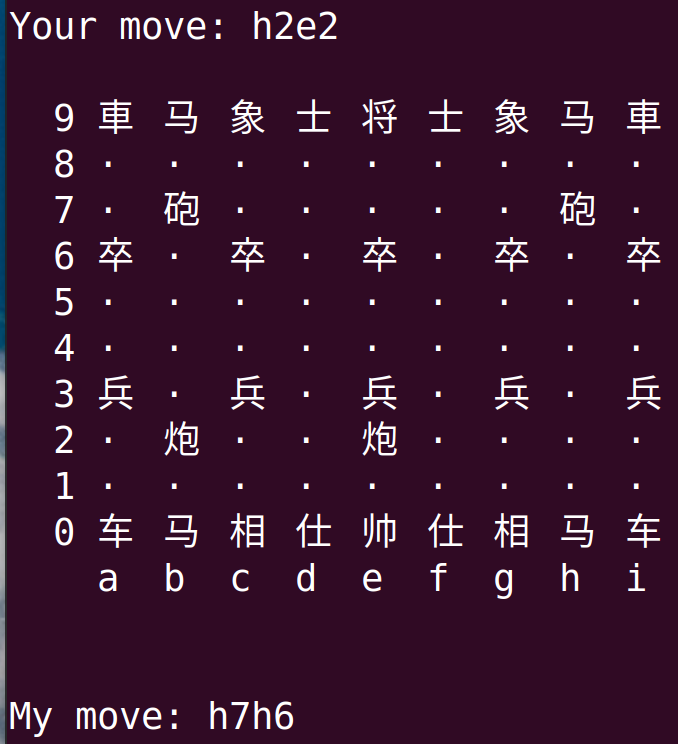 Your move: h2e2
9 車 马 象 士 将 士 象 马 車
8 · · · · · · · · ·
7 · 砲 · · · · · 砲 ·
6 卒 · 卒 · 卒 · 卒 · 卒
5 · · · · · · · · ·
4 · · · · · · · · ·
3 兵 · 兵 · 兵 · 兵 · 兵
2 · 炮 · · 炮 · · · ·
1 · · · · · · · · ·
0 车 马 相 仕 帅 仕 相 马 车
a b c d e f g h i
My move: h7h6